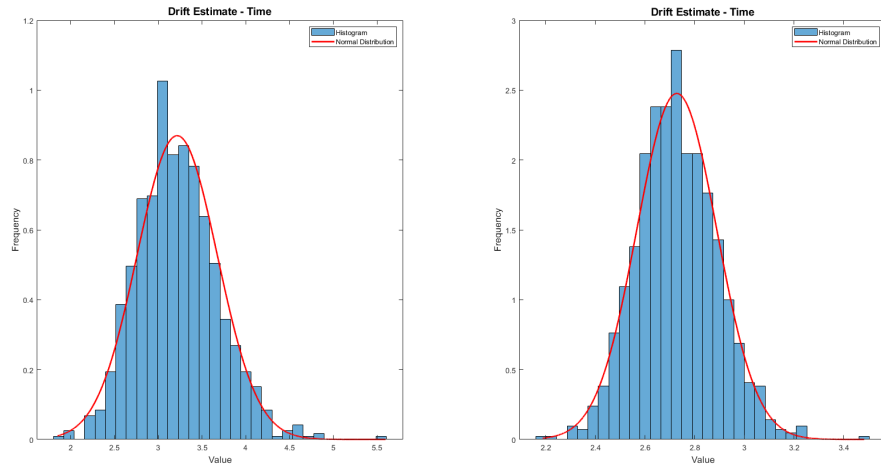 Drift Estimate - Time
Histogram
Normal Distribution
Frequency
1.2
1
0.8
0.6
0.4
0.2
0
2
2.5
3
3.5
4
4.5
5
5.5
Value
Drift Estimate - Time
Histogram
Normal Distribution
Frequency
3
2.5
2
1.5
1
0.5
0
2.2
2.4
2.6
2.8
3
3.2
3.4
Value